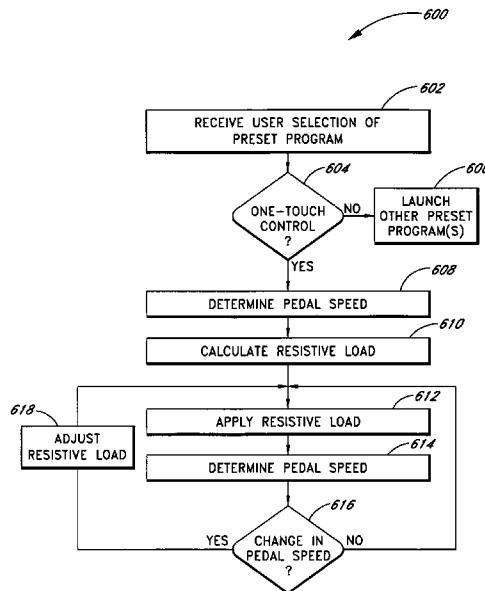 600
602
RECEIVE USER SELECTION OF
PRESET PROGRAM
604
ONE-TOUCH
CONTROL
?
NO
LAUNCH
OTHER PRESET
PROGRAM(S)
YES
608
DETERMINE PEDAL SPEED
610
CALCULATE RESISTIVE LOAD
618
ADJUST
RESISTIVE LOAD
612
APPLY RESISTIVE LOAD
614
DETERMINE PEDAL SPEED
616
YES
CHANGE IN
PEDAL SPEED
?
NO